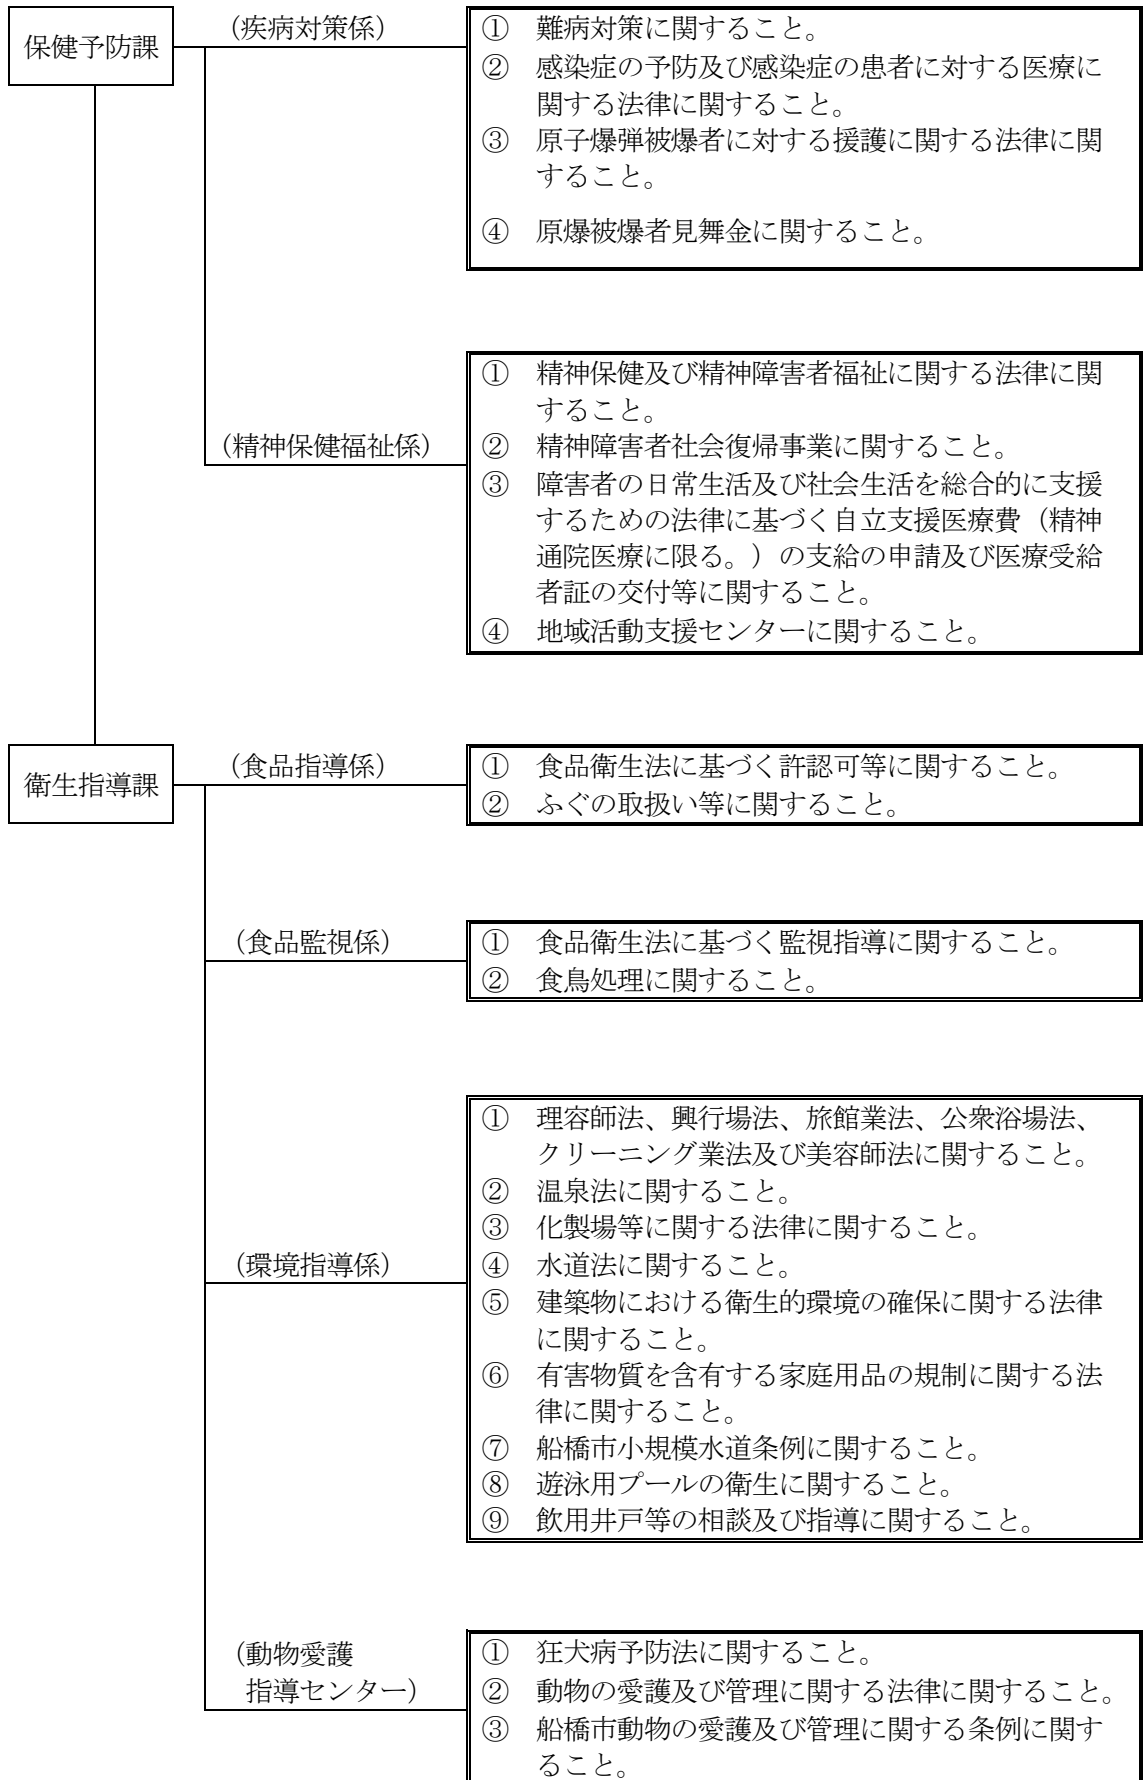 保健予防課
(疾病対策係)
① 難病対策に関すること。
② 感染症の予防及び感染症の患者に対する医療に
関する法律に関すること。
③ 原子爆弾被爆者に対する援護に関する法律に関
すること。
④ 原爆被爆者見舞金に関すること。
(精神保健福祉係)
① 精神保健及び精神障害者福祉に関する法律に関
すること。
② 精神障害者社会復帰事業に関すること。
③ 障害者の日常生活及び社会生活を総合的に支援
するための法律に基づく自立支援医療費（精神
通院医療に限る。）の支給の申請及び医療受給
者証の交付等に関すること。
④ 地域活動支援センターに関すること。
衛生指導課
(食品指導係)
① 食品衛生法に基づく許認可等に関すること。
② ふぐの取扱い等に関すること。
(食品監視係)
① 食品衛生法に基づく監視指導に関すること。
② 食鳥処理に関すること。
(環境指導係)
① 理容師法、興行場法、旅館業法、公衆浴場法、
クリーニング業法及び美容師法に関すること。
② 温泉法に関すること。
③ 化製場等に関する法律に関すること。
④ 水道法に関すること。
⑤ 建築物における衛生的環境の確保に関する法律
に関すること。
⑥ 有害物質を含有する家庭用品の規制に関する法
律に関すること。
⑦ 船橋市小規模水道条例に関すること。
⑧ 遊泳用プールの衛生に関すること。
⑨ 飲用井戸等の相談及び指導に関すること。
(動物愛護
指導センター)
① 狂犬病予防法に関すること。
② 動物の愛護及び管理に関する法律に関すること。
③ 船橋市動物の愛護及び管理に関する条例に関す
ること。